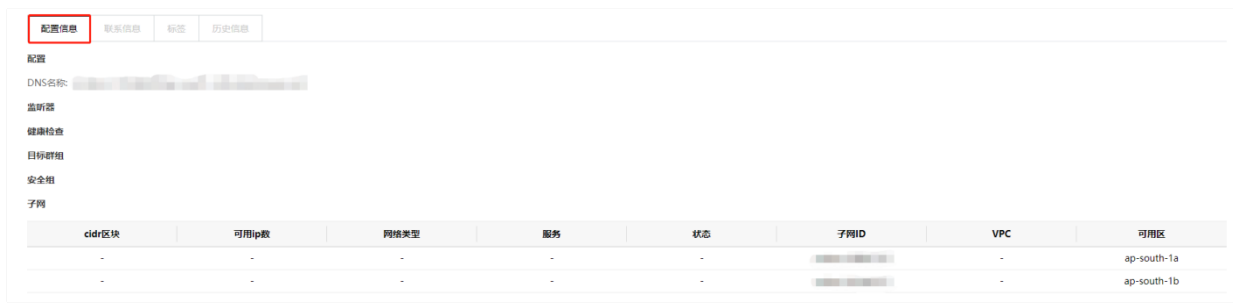 配置信息 联系信息 标签 历史信息
配置
DNS名称:
监听器
健康检查
目标群组
安全组
子网
cidr区块 可用ip数 网络类型 服务 状态 子网ID VPC 可用区
- - - - - - ap-south-1a
- - - - - - ap-south-1b